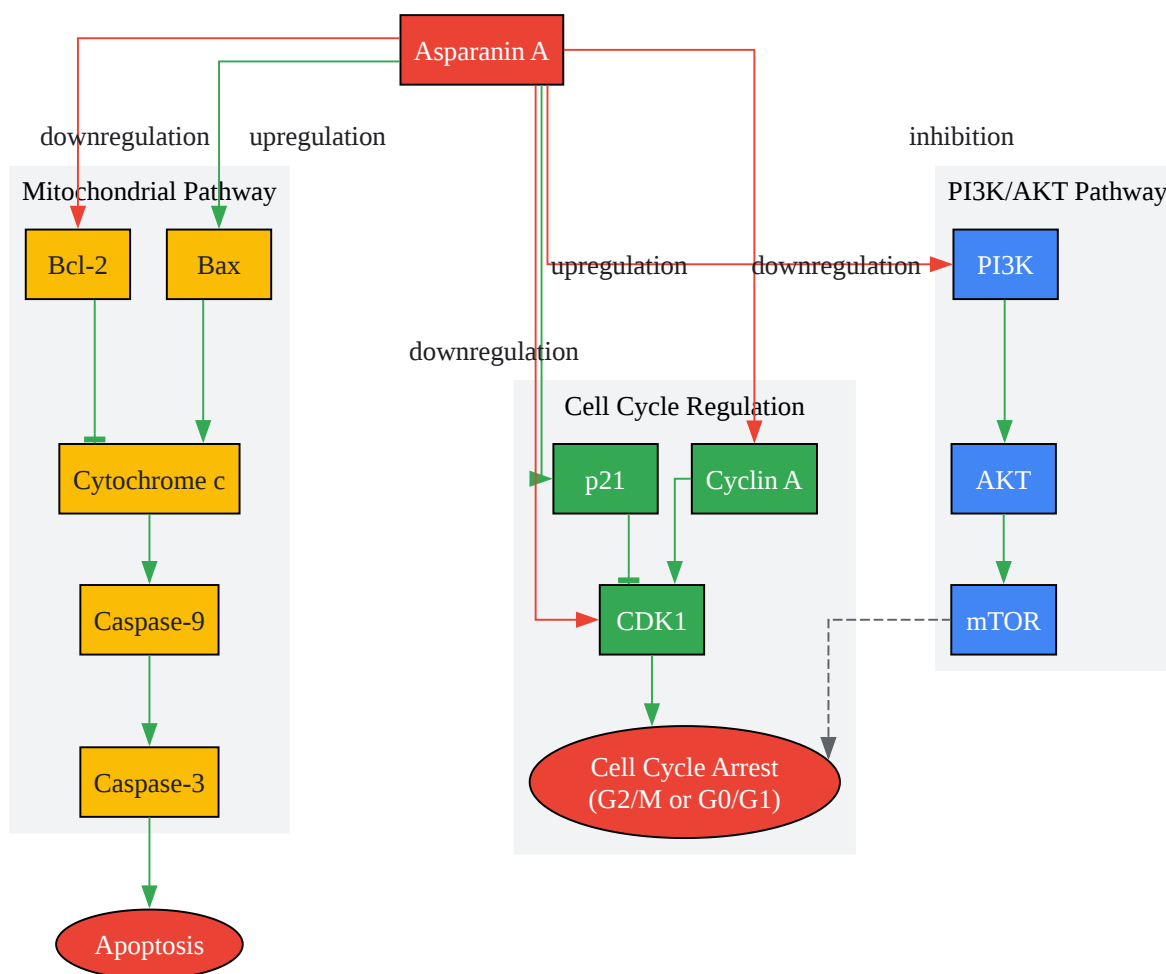 Asparanin A
downregulation
upregulation
inhibition
Mitochondrial Pathway
PI3K/AKT Pathway
Bcl-2
Bax
upregulation
downregulation
PI3K
downregulation
Cell Cycle Regulation
Cytochrome c
p21
Cyclin A
AKT
Caspase-9
CDK1
mTOR
Caspase-3
Cell Cycle Arrest
(G2/M or G0/G1)
Apoptosis